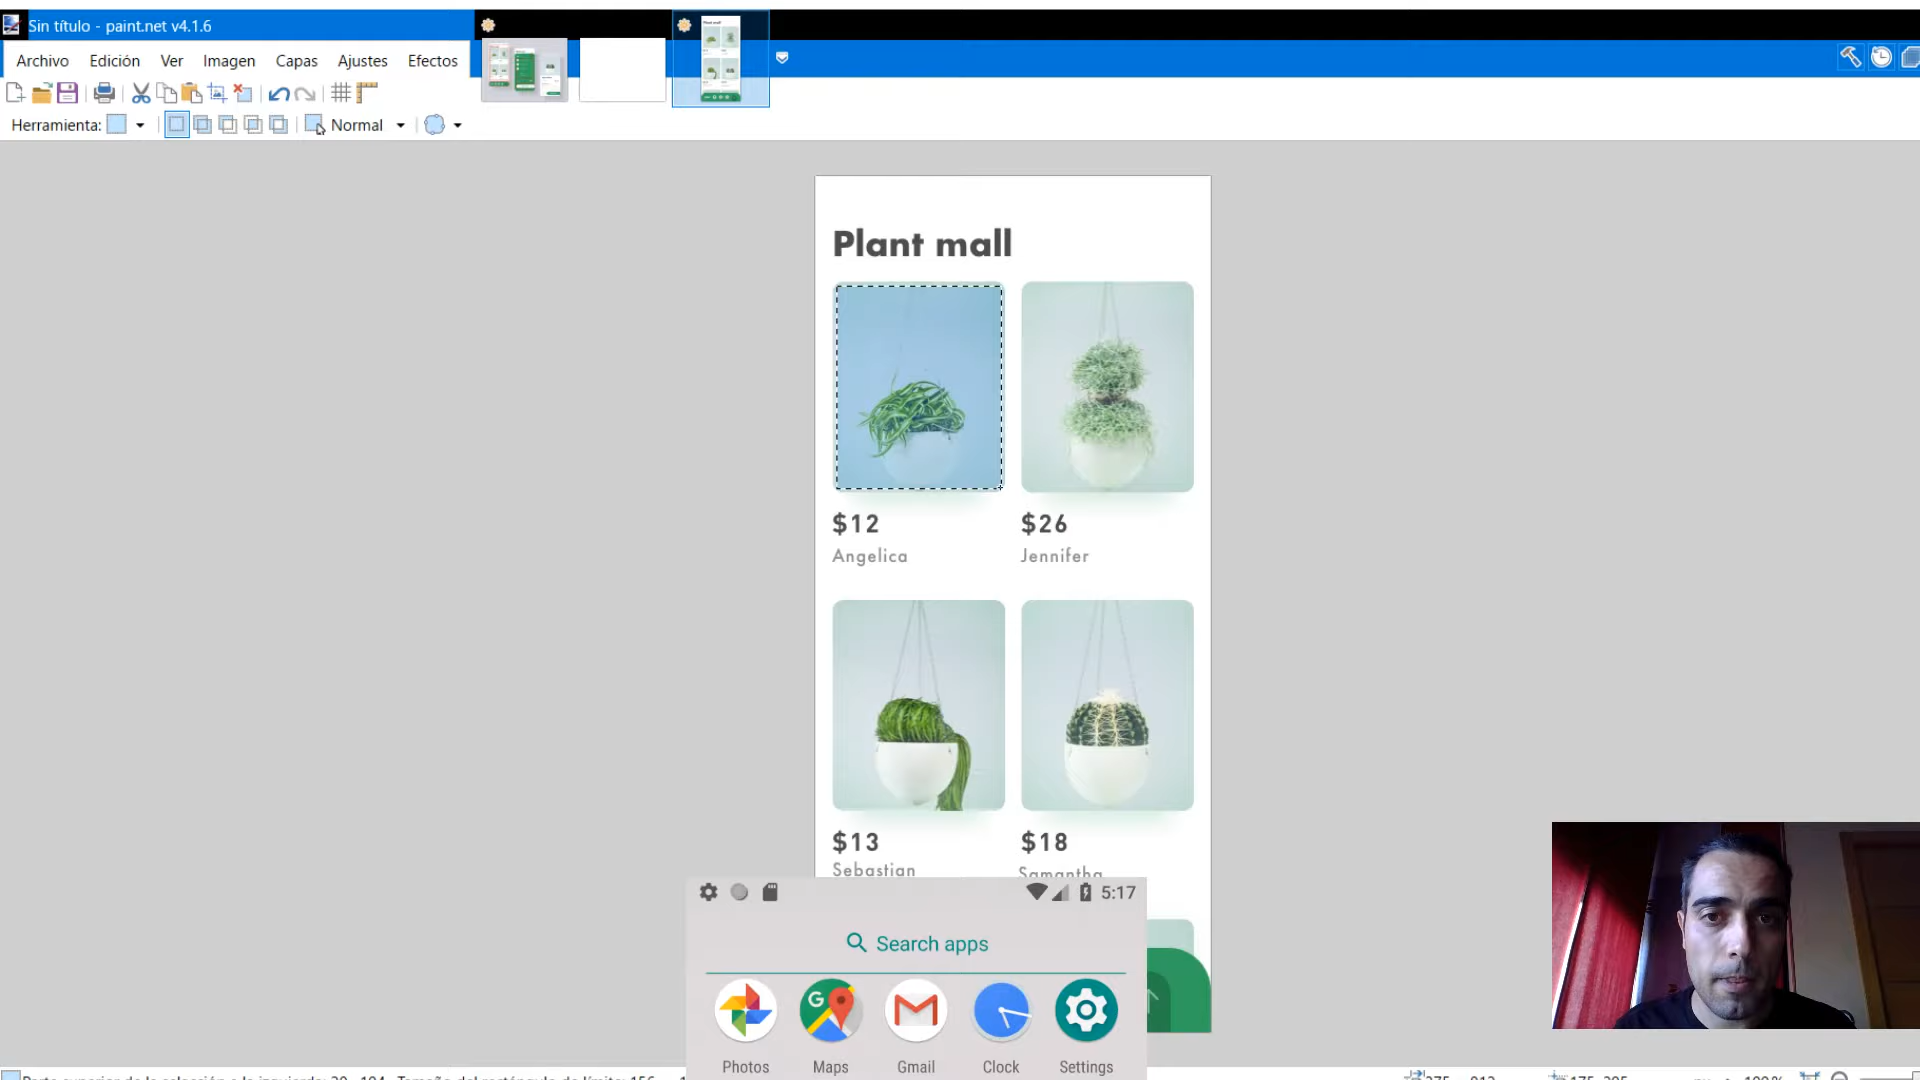 Sin título - paint.net v4.1.6
Archivo Edición Ver Imagen Capas Ajustes Efectos
Herramienta: Normal
Plant mall
$12 $26
Angelica Jennifer
$13 $18
Sebastian Samantha
5:17
Search apps
Photos Maps Gmail Clock Settings